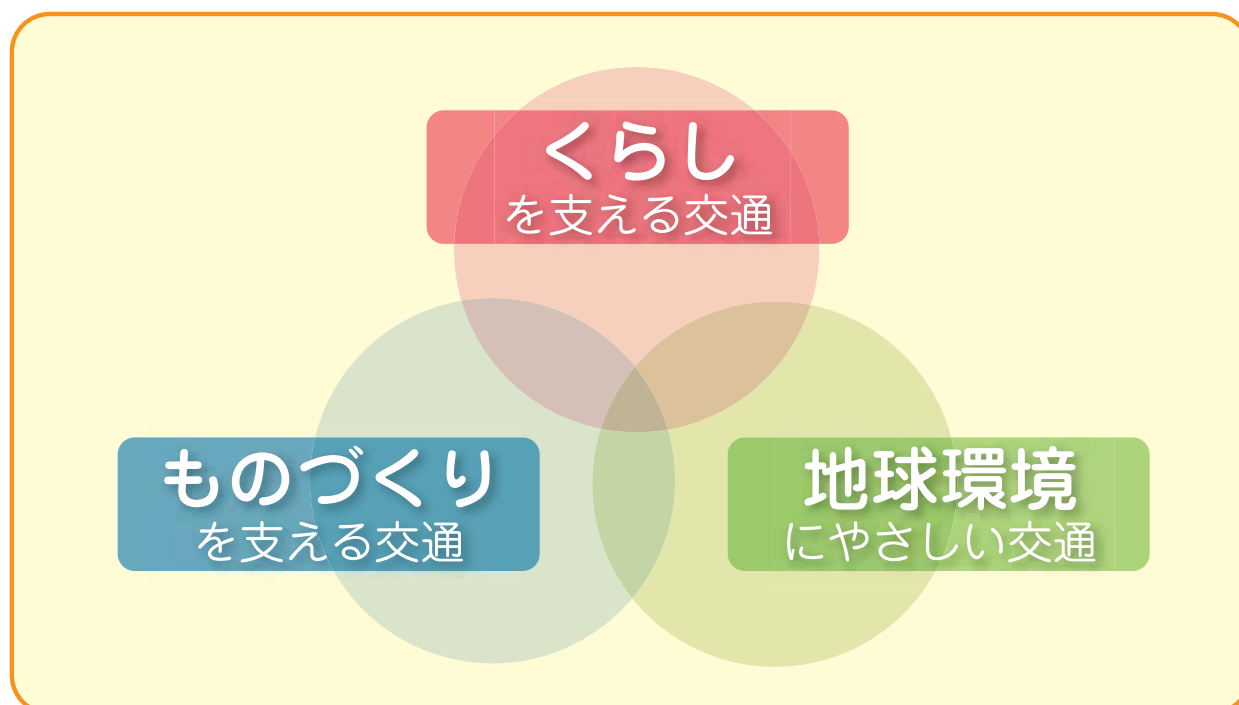 くらし
を支える交通
ものづくり
を支える交通
地球環境
にやさしい交通